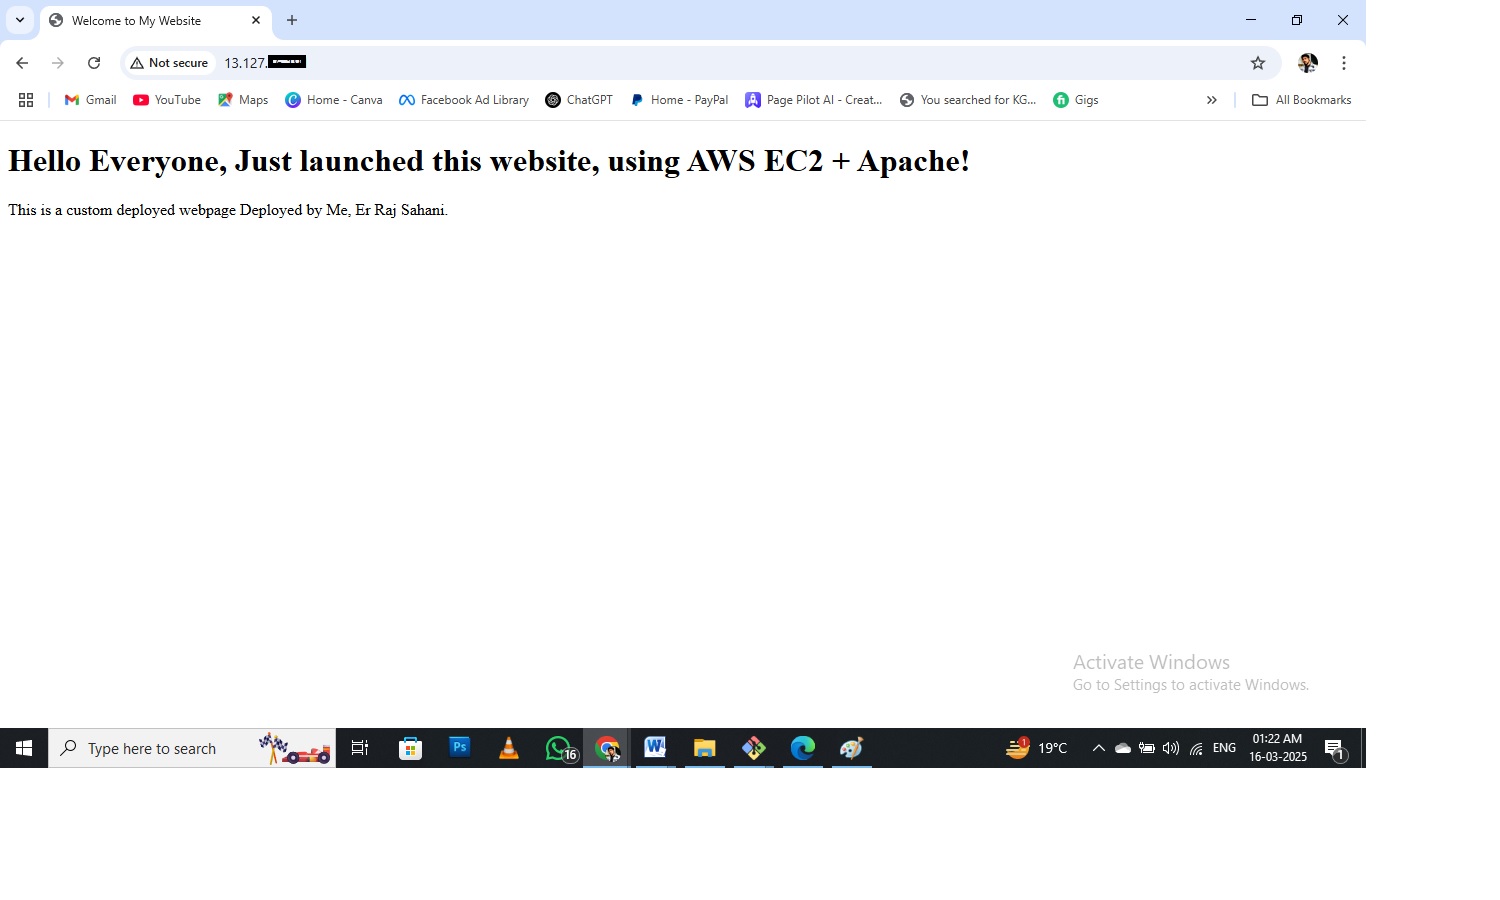 Welcome to My Website
Not secure 13.127.
Gmail YouTube Maps Home - Canva Facebook Ad Library ChatGPT Home - PayPal Page Pilot AI - Creat... You searched for KG... Gigs » All Bookmarks
Hello Everyone, Just launched this website, using AWS EC2 + Apache!
This is a custom deployed webpage Deployed by Me, Er Raj Sahani.
Activate Windows
Go to Settings to activate Windows.
Type here to search Ps 16 W 1 19°C ENG 01:22 AM
16-03-2025 1